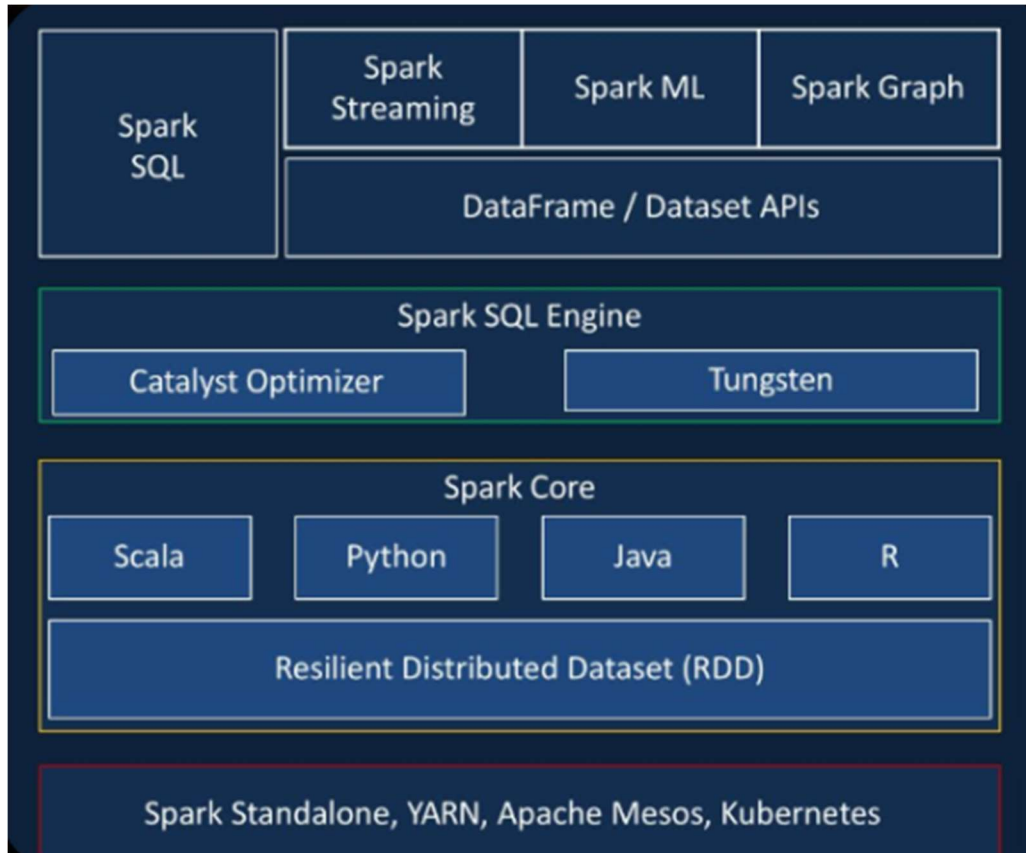 Spark
SQL
Spark
Streaming
Spark ML
Spark Graph
DataFrame / Dataset APIs
Spark SQL Engine
Catalyst Optimizer
Tungsten
Spark Core
Scala
Python
Java
R
Resilient Distributed Dataset (RDD)
Spark Standalone, YARN, Apache Mesos, Kubernetes